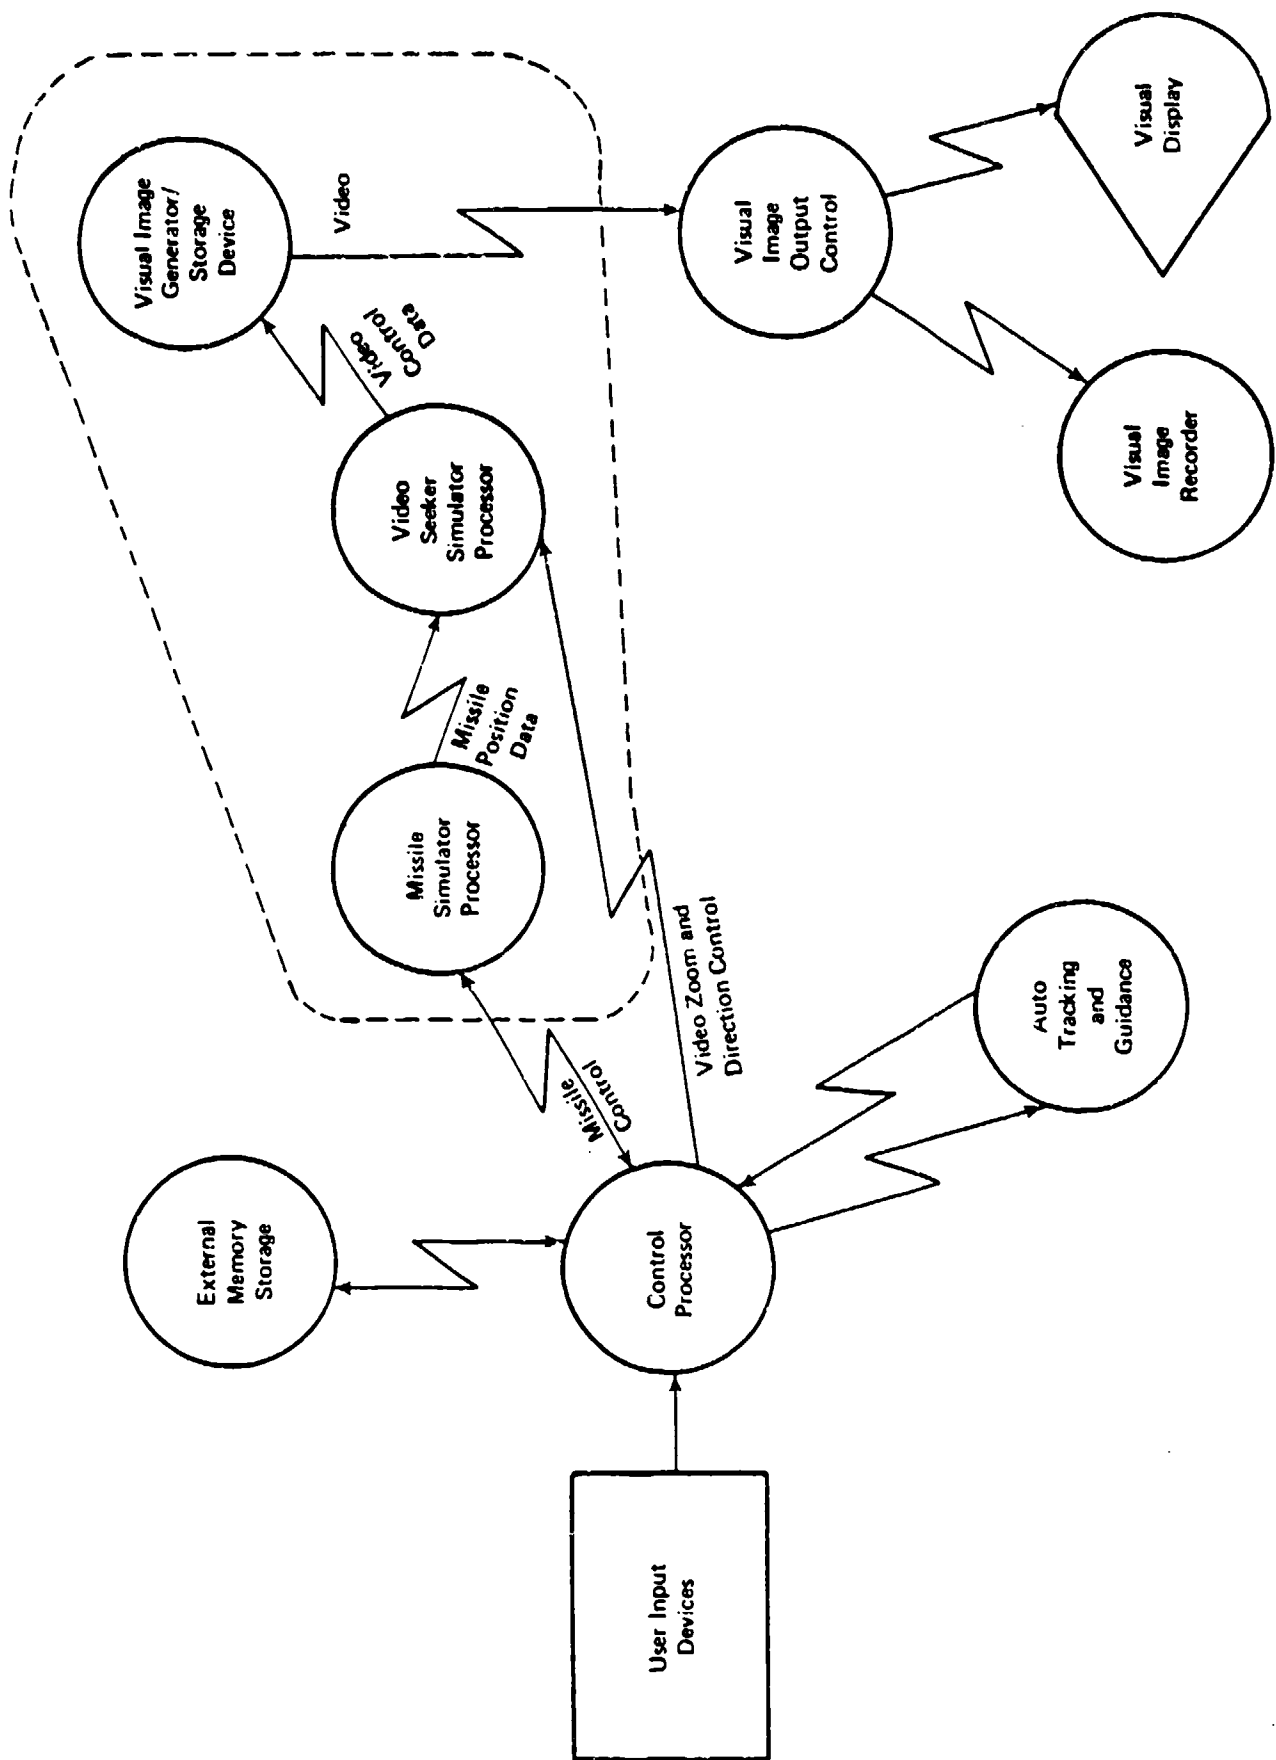 User Input
Devices
External
Memory
Storage
Control
Processor
Auto
Tracking
and
Guidance
Missile
Control
Video Zoom and
Direction Control
Missile
Simulator
Processor
Missile
Position
Data
Video
Seeker
Simulator
Processor
Video
Control
Data
Visual Image
Generator/
Storage
Device
Video
Visual
Image
Output
Control
Visual
Image
Recorder
Visual
Display